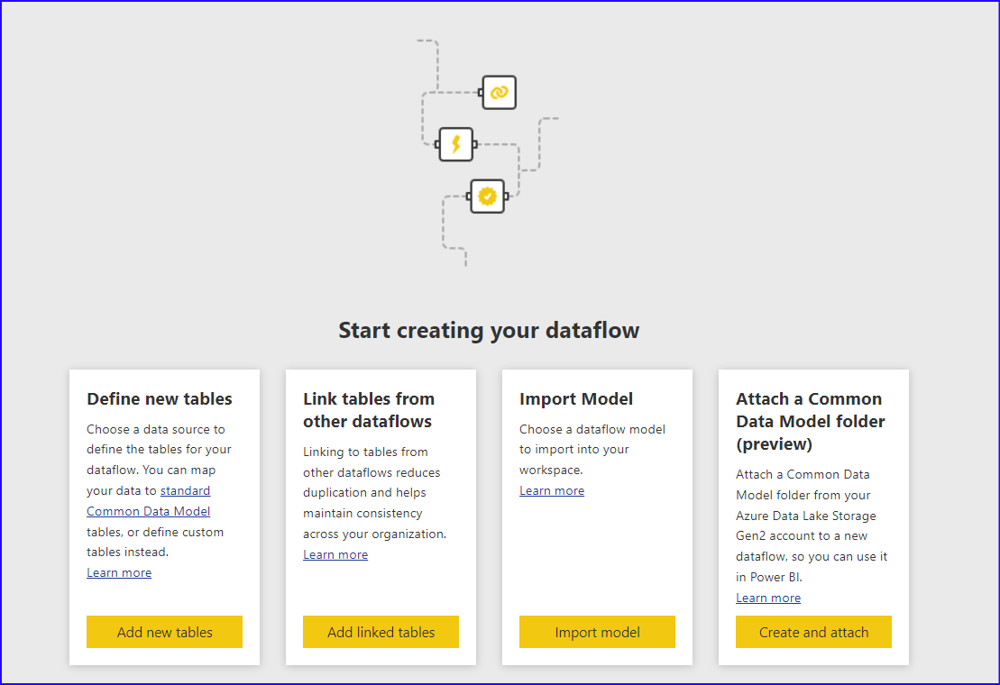 Start creating your dataflow
Define new tables
Choose a data source to
define the tables for your
dataflow. You can map
your data to standard
Common Data Model
tables, or define custom
tables instead.
Learn more
Add new tables
Link tables from
other dataflows
Linking to tables from
other dataflows reduces
duplication and helps
maintain consistency
across your organization.
Learn more
Add linked tables
Import Model
Choose a dataflow model
to import into your
workspace.
Learn more
Import model
Attach a Common
Data Model folder
(preview)
Attach a Common Data
Model folder from your
Azure Data Lake Storage
Gen2 account to a new
dataflow, so you can use it
in Power BI.
Learn more
Create and attach